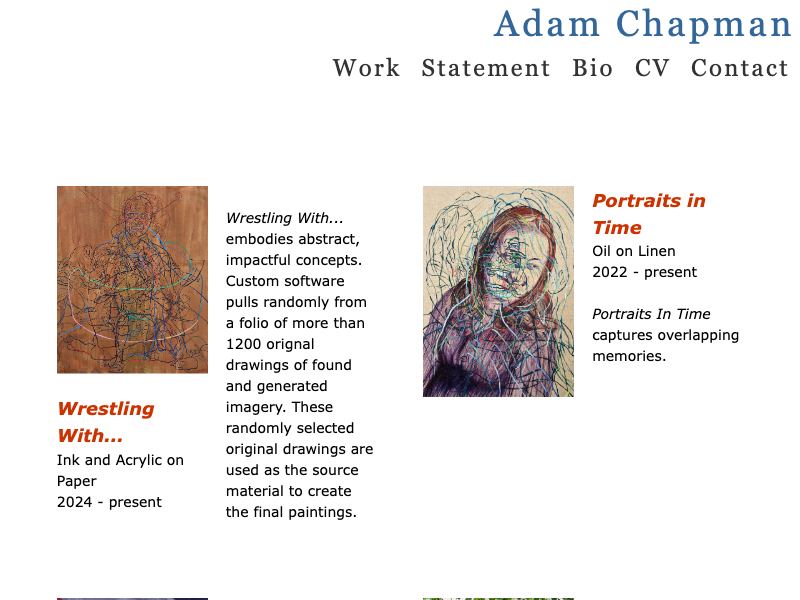 Adam Chapman
Work Statement Bio CV Contact
Wrestling With...
Ink and Acrylic on
Paper
2024 - present
Wrestling With...
embodies abstract,
impactful concepts.
Custom software
pulls randomly from
a folio of more than
1200 orignal
drawings of found
and generated
imagery. These
randomly selected
original drawings are
used as the source
material to create
the final paintings.
Portraits in
Time
Oil on Linen
2022 - present
Portraits In Time
captures overlapping
memories.